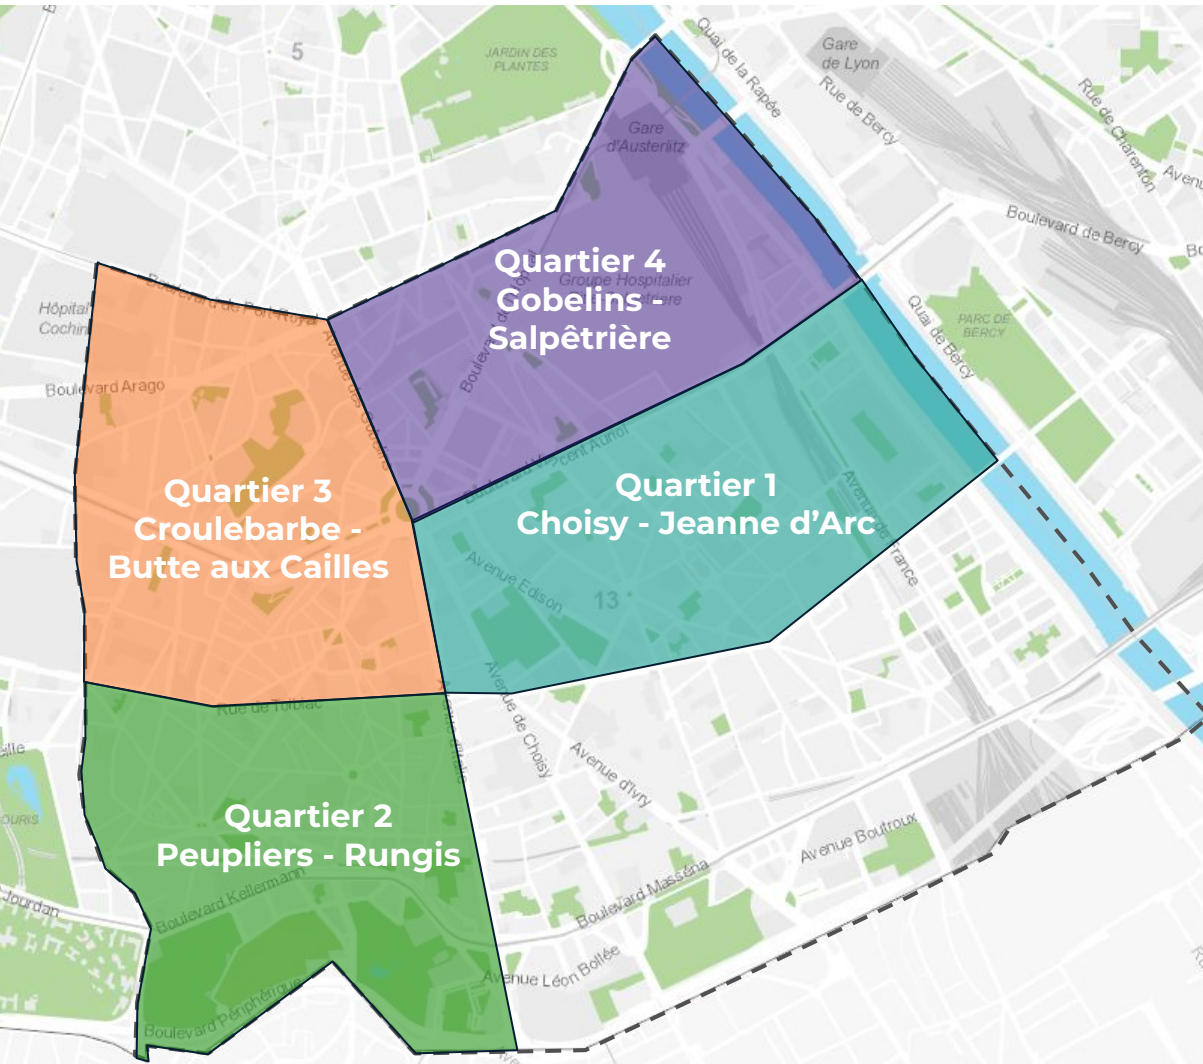 5
JARDIN DES
PLANTES
Quai de la Rapée
Gare
de Lyon
Rue de Bercy
Rue de Charenton
Gare
d'Austerlitz
Boulevard de Bercy
Quartier 4
Gobelins -
Salpêtrière
Groupe Hospitalier
Boulevard de Port-Royal
Hôpital
Cochin
Boulevard Arago
Avenue des Gobelins
Quai de Bercy
PARC DE
BERCY
Quartier 3
Croulebarbe -
Butte aux Cailles
Quartier 1
Choisy - Jeanne d'Arc
Avenue de France
Avenue Edison
13
Rue de Tolbiac
Avenue de Choisy
Avenue d'Ivry
Quartier 2
Peupliers - Rungis
Avenue Boutroux
Boulevard Masséna
Boulevard Kellermann
Jourdan
Avenue Léon Bollée
Boulevard Périphérique